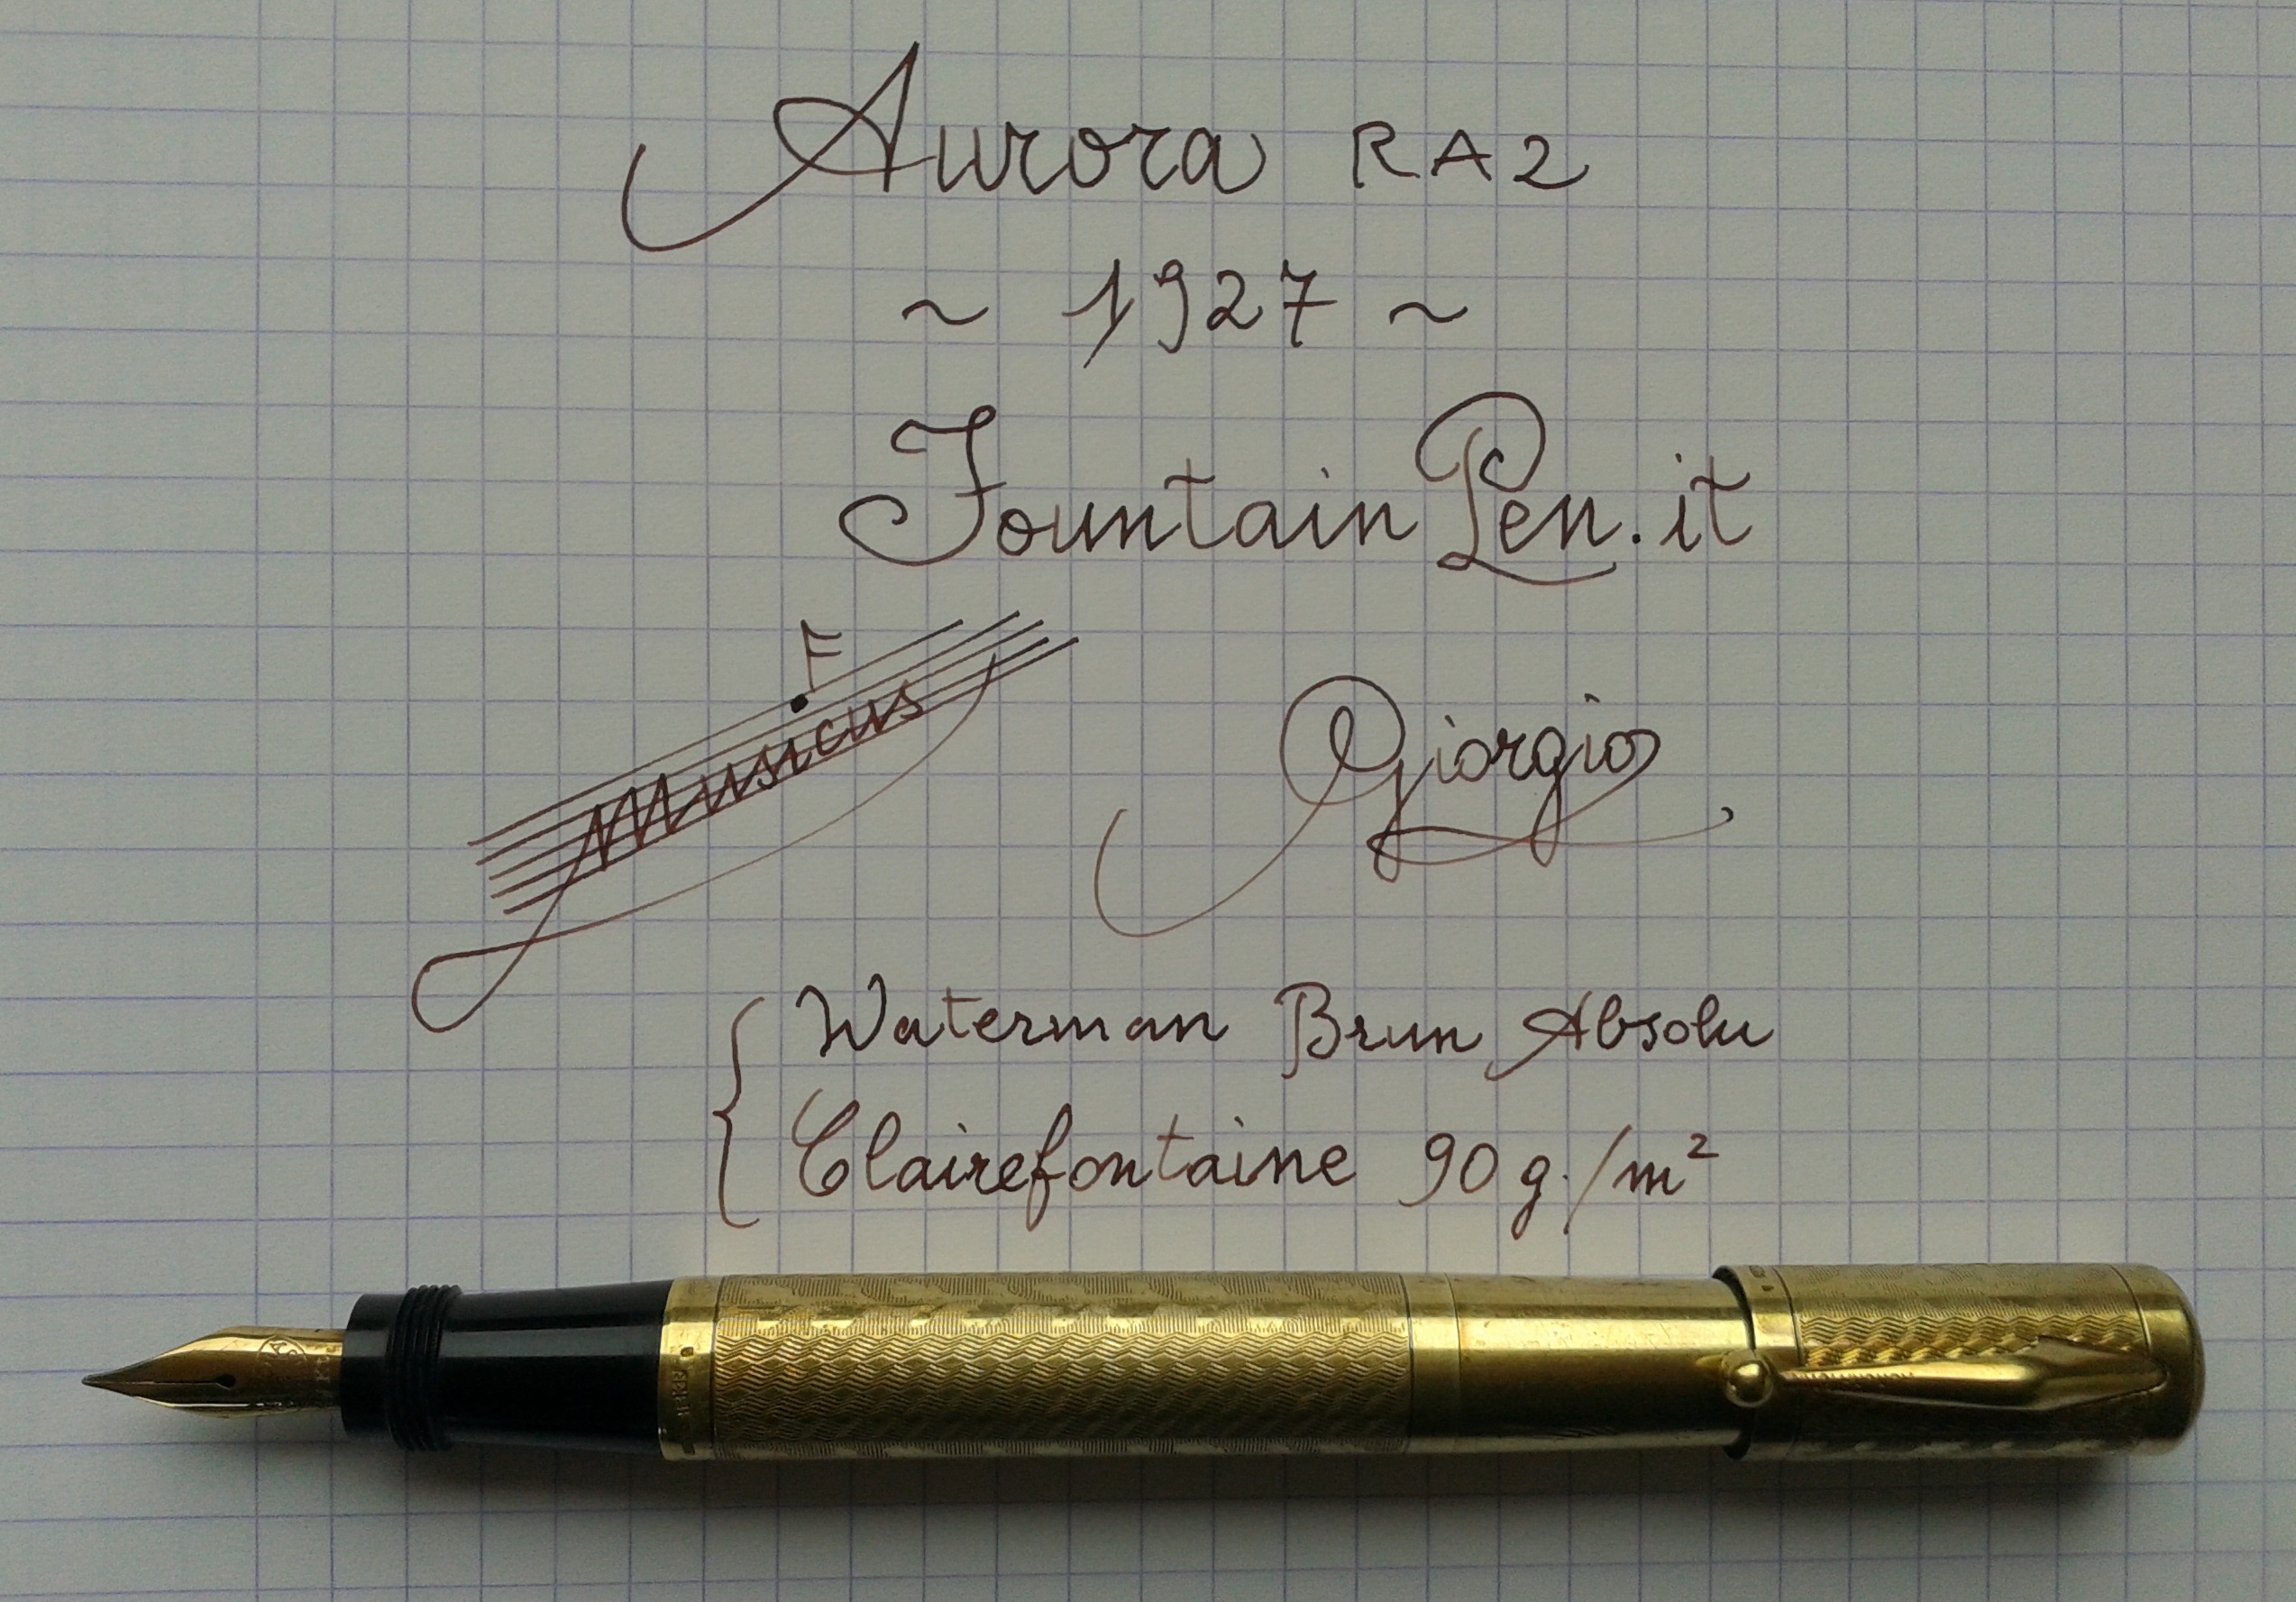 Aurora RA2
~ 1927 ~
FountainPen.it
F
Musicus
Giorgio
Waterman Brun Absolu
Clairefontaine 90 g./m²